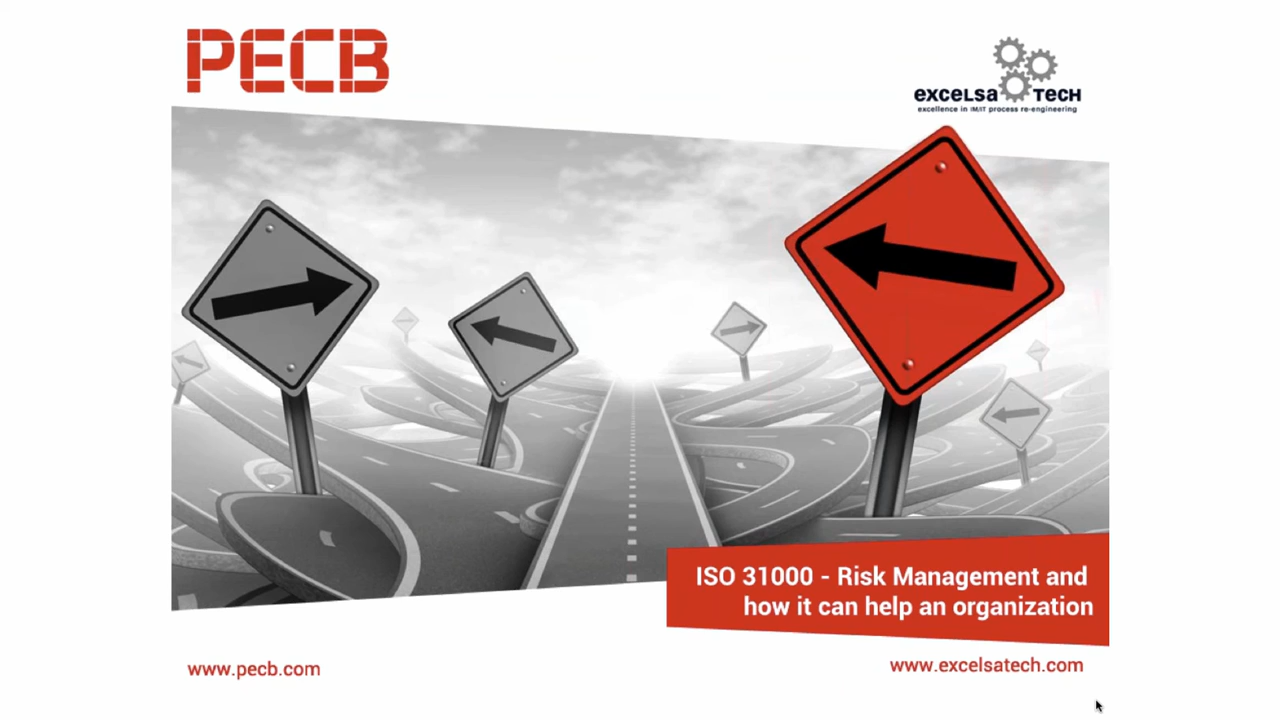 PECB
excelsa TECH
excellence in IM/IT process re-engineering
ISO 31000 - Risk Management and
how it can help an organization
www.pecb.com
www.excelsatech.com